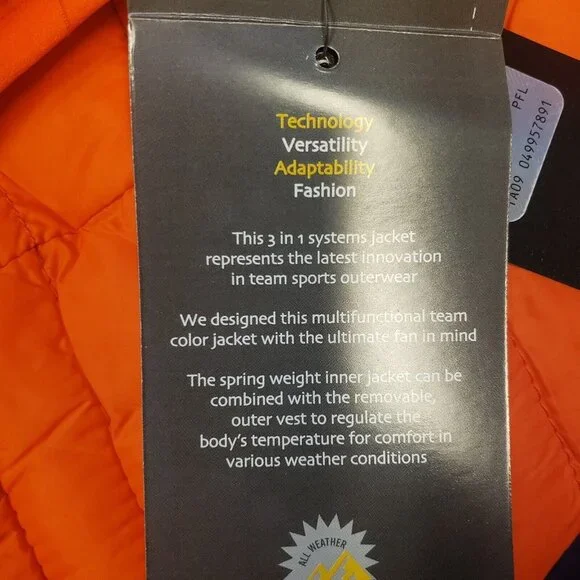 Technology
Versatility
Adaptability
Fashion
This 3 in 1 systems jacket
represents the latest innovation
in team sports outerwear
We designed this multifunctional team
color jacket with the ultimate fan in mind
The spring weight inner jacket can be
combined with the removable,
outer vest to regulate the
body's temperature for comfort in
various weather conditions
ALL WEATHER
PFL
TA09 049957891